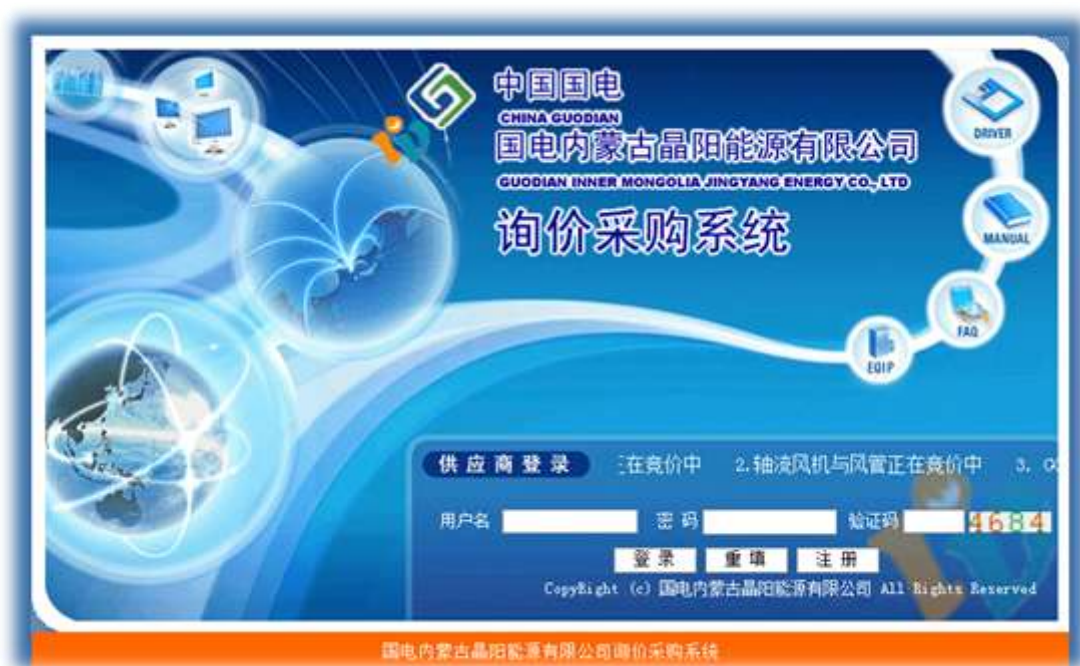 中国国电
CHINA GUODIAN
国电内蒙古晶阳能源有限公司
GUODIAN INNER MONGOLIA JINGYANG ENERGY CO., LTD
询价采购系统
DRIVER
MANUAL
FAQ
EQIP
供应商登录 在竞价中 2.轴流风机与风管正在竞价中 3.
用户名 密码 验证码 4684
登录 重填 注册
CopyRight (c) 国电内蒙古晶阳能源有限公司 All Rights Reserved
国电内蒙古晶阳能源有限公司询价采购系统